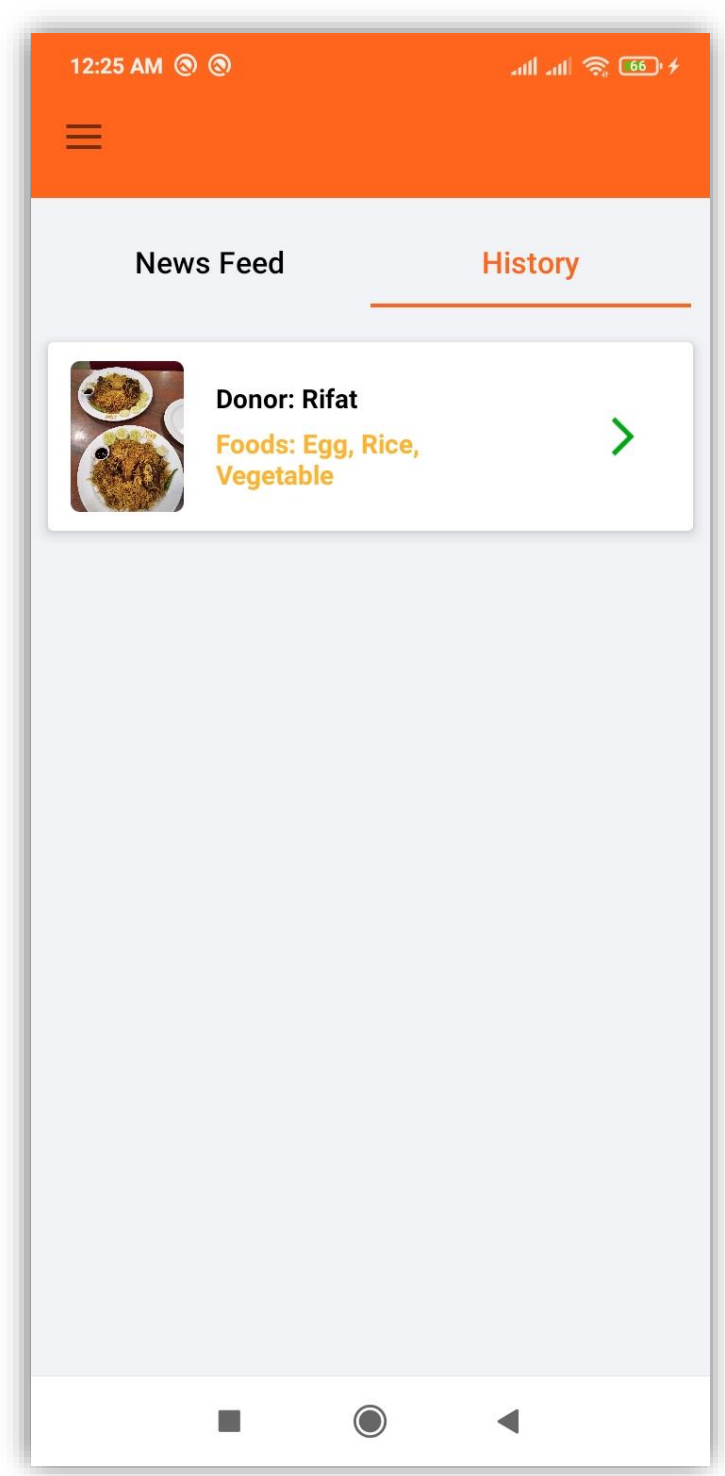 12:25 AM
66
News Feed
History
Donor: Rifat
Foods: Egg, Rice,
Vegetable